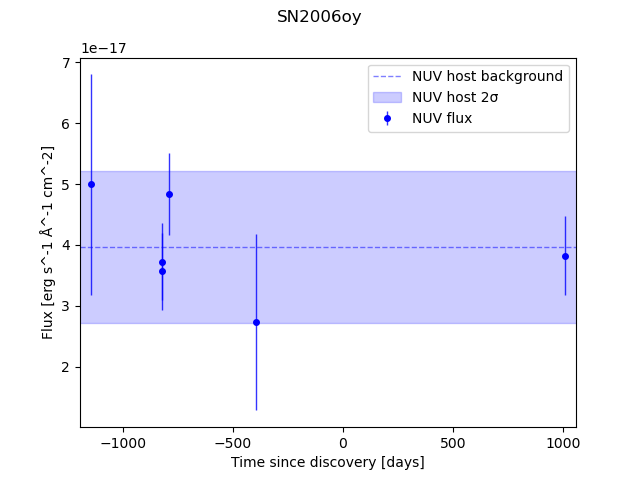 SN2006oy
1e−17
7
6
5
4
3
2
Flux [erg s^-1 Å^-1 cm^-2]
NUV host background
NUV host 2σ
NUV flux
−1000
−500
0
500
1000
Time since discovery [days]